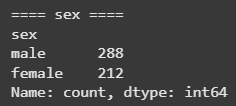 ==== sex ====
sex
male      288
female    212
Name: count, dtype: int64